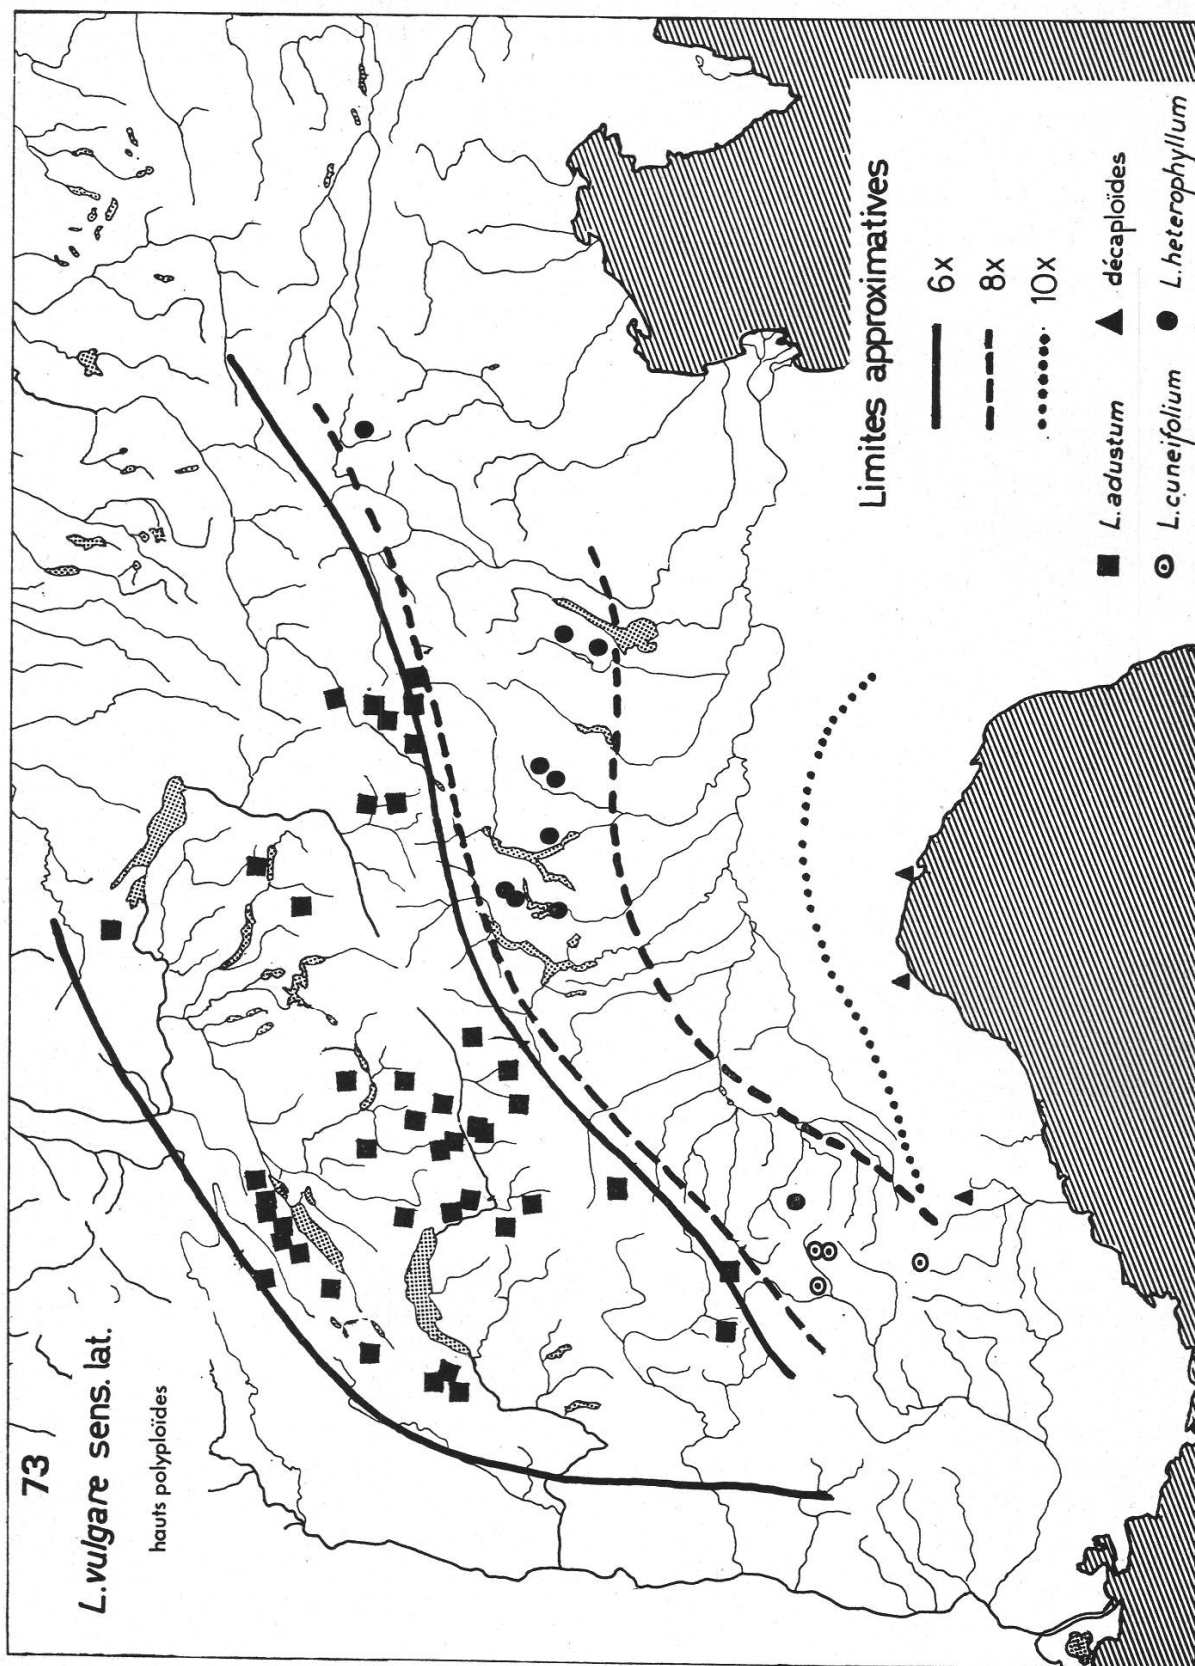 73
L. vulgare sens. lat.
hauts polyploïdes
Limites approximatives
6x
8x
10x
L. adustum
décaploïdes
L. cuneifolium
L. heterophyllum